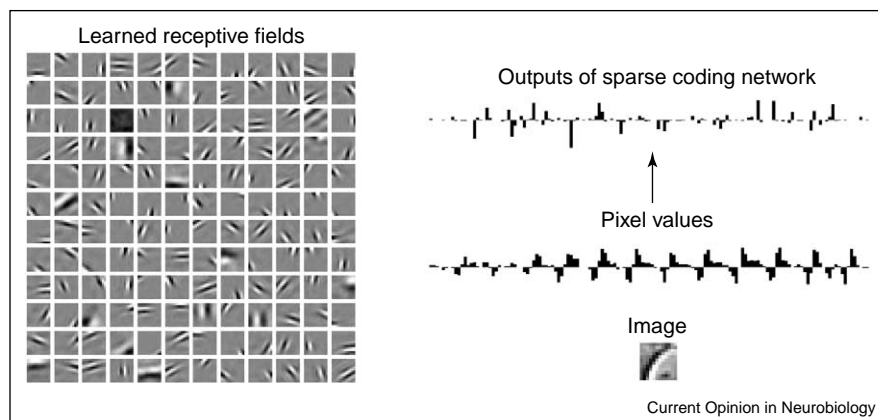 Learned receptive fields
Outputs of sparse coding network
Pixel values
Image
Current Opinion in Neurobiology